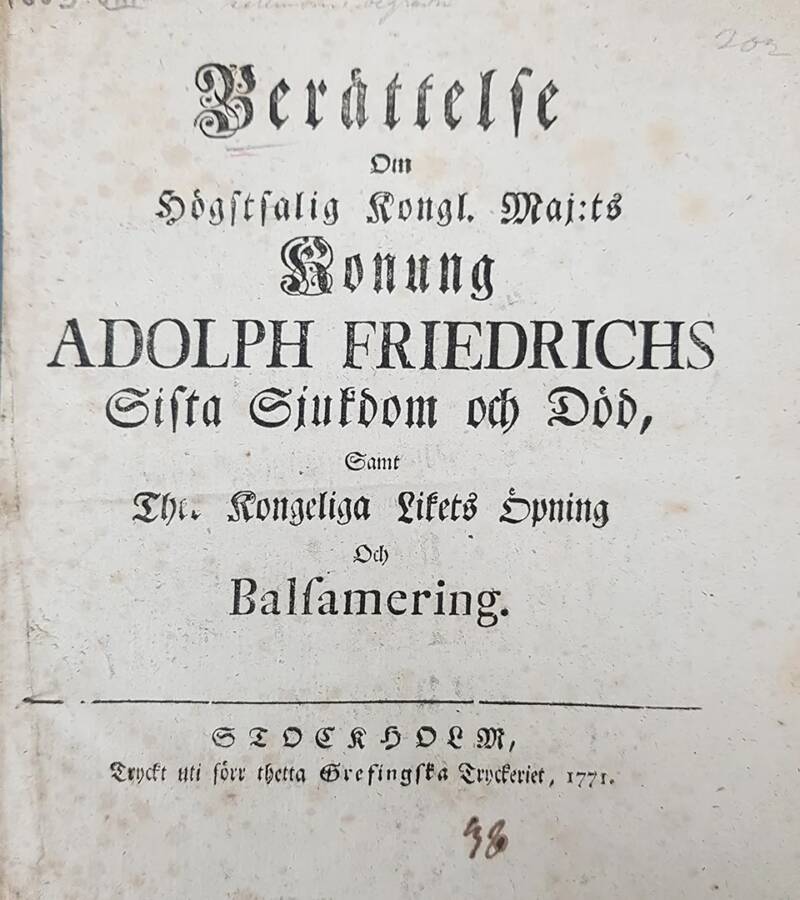 202
Berättelse
Om
Högstsalig Kongl. Maj:ts
Konung
ADOLPH FRIEDRICHS
Sista Sjukdom och Död,
Samt
Kongeliga Likets Öpning
Och
Balsamering.
STOCKHOLM,
Tryckt uti förr thetta Grefingska Tryckeriet, 1771.